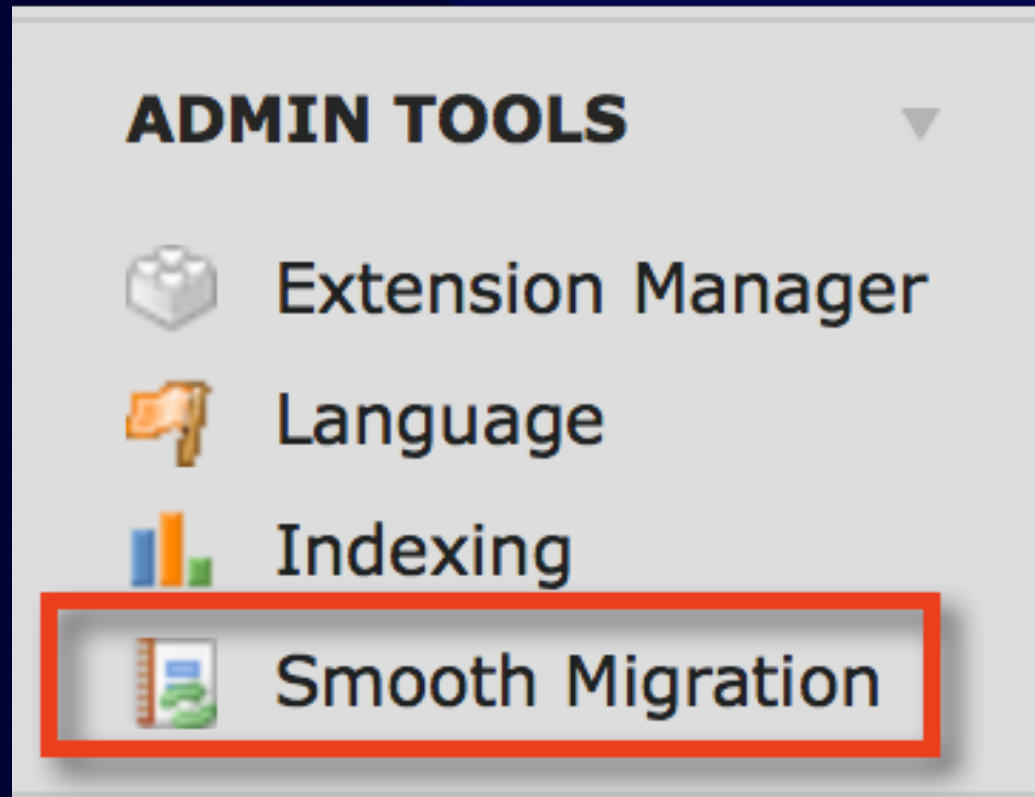 ADMIN TOOLS
Extension Manager
Language
Indexing
Smooth Migration